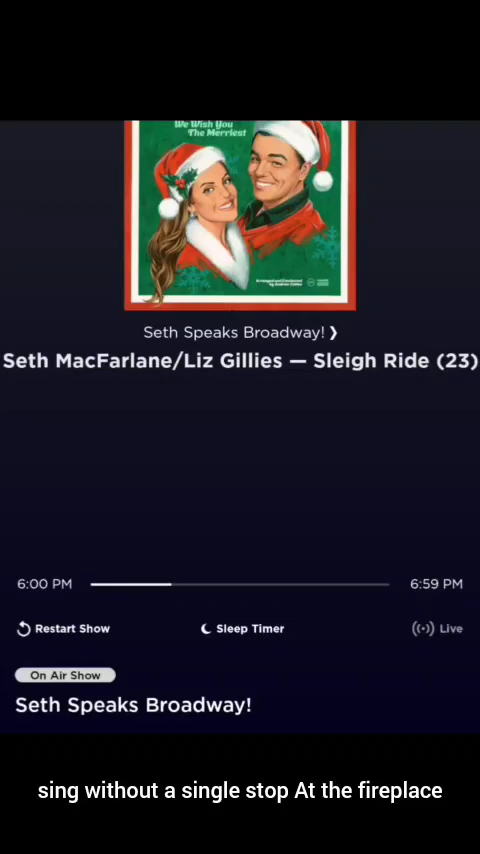 We Wish You
The Merriest
Seth Speaks Broadway! ❯
Seth MacFarlane/Liz Gillies — Sleigh Ride (23)
6:00 PM 6:59 PM
Restart Show Sleep Timer Live
On Air Show
Seth Speaks Broadway!
sing without a single stop At the fireplace